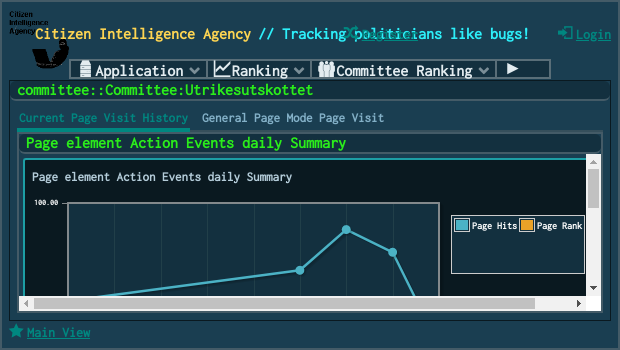 Citizen
Intelligence
Agency
Citizen Intelligence Agency // Tracking politicians like bugs!
Register
Login
Application
Ranking
Committee Ranking
committee::Committee:Utrikesutskottet
Current Page Visit History
General Page Mode Page Visit
Page element Action Events daily Summary
Page element Action Events daily Summary
100.00
Page Hits
Page Rank
Main View